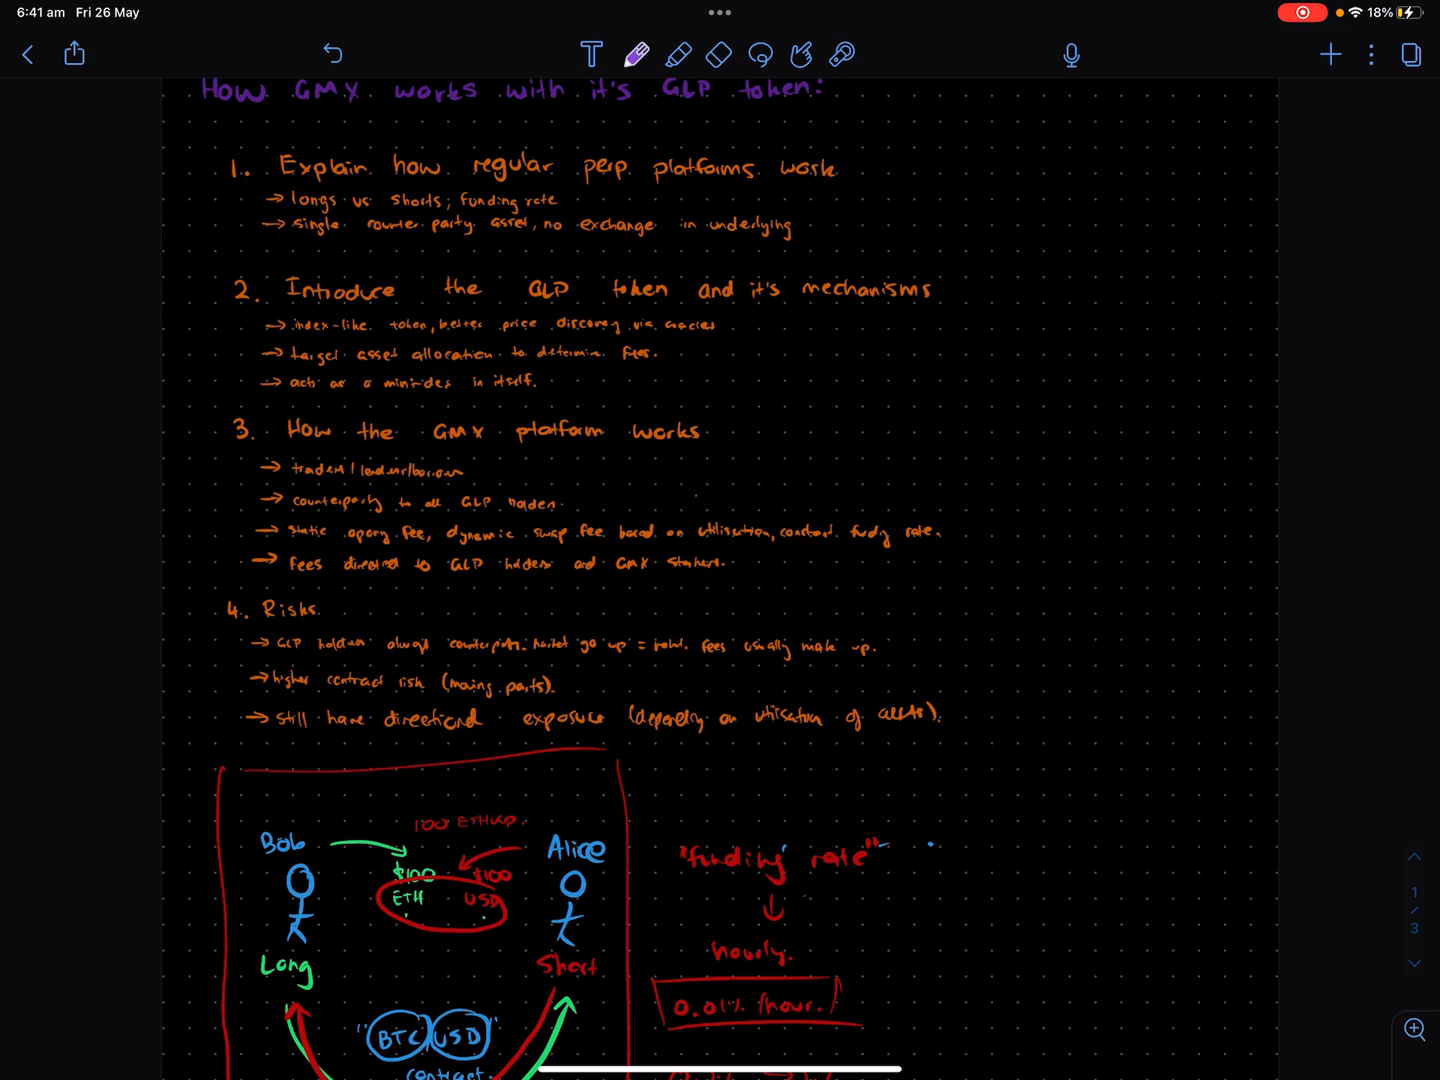 6:41 am Fri 26 May
18%
How GMX works with it's GLP token:
1. Explain how regular perp platforms work
→ longs vs shorts; funding rate
→ single counter party asset, no exchange in underlying
2. Introduce the GLP token and it's mechanisms
→ index-like token, better price discovery via oracles
→ target asset allocation to determine fees.
→ acts as a mini-dex in itself.
3. How the GMX platform works
→ traders / lender/borrow
→ counterparty to all GLP holders.
→ static opening fee, dynamic swap fee based on utilisation, constant funding rate.
→ Fees directed to GLP holders and GMX stakers.
4. Risks
→ GLP holders always counterparty. Market go up = Fees usually make up.
→ higher contract risk (moving parts).
→ still have directional exposure (depending on utilisation of assets).
100 ETHUSD.
Bob
Alice
$100 $100
ETH USD
"funding rate"
↓
hourly.
Long
Short
0.01% /hour.
"BTC USD"
contract.
1
/
3